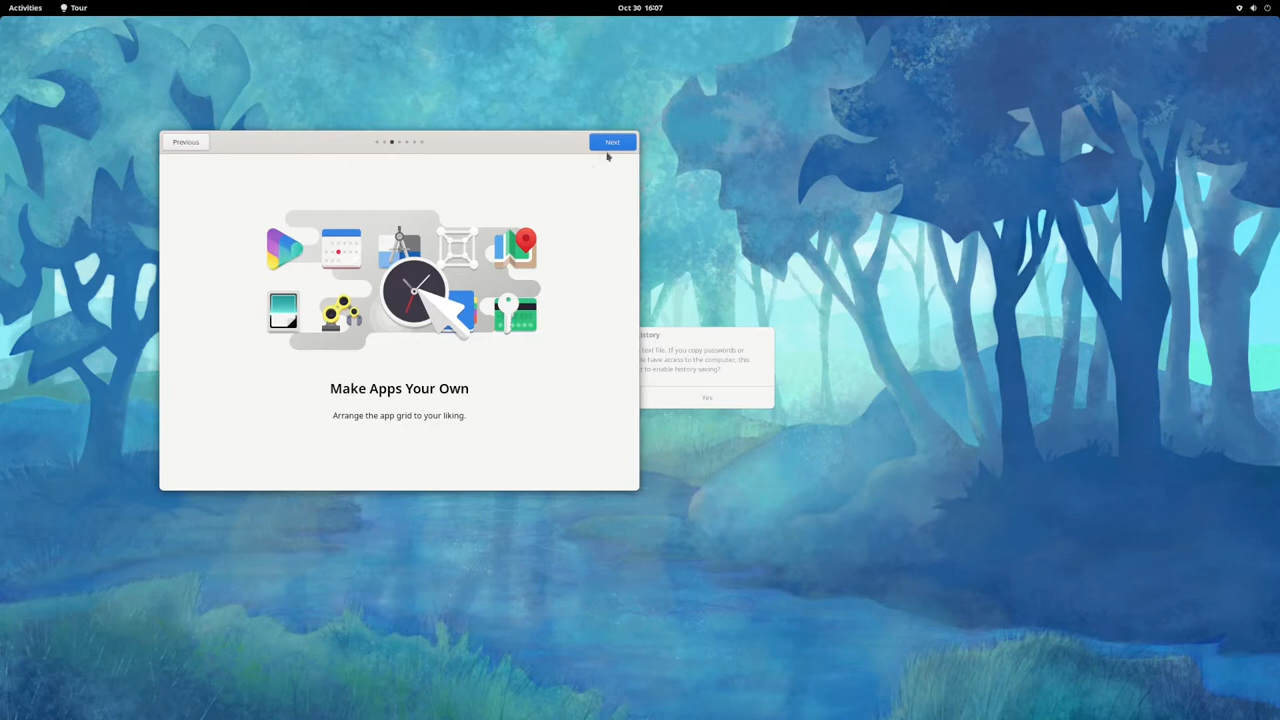 Activities
Tour
Oct 30 16:07
Previous
Next
Make Apps Your Own
Arrange the app grid to your liking.
istory
text file. If you copy passwords or
le have access to the computer, this
t to enable history saving?
Yes